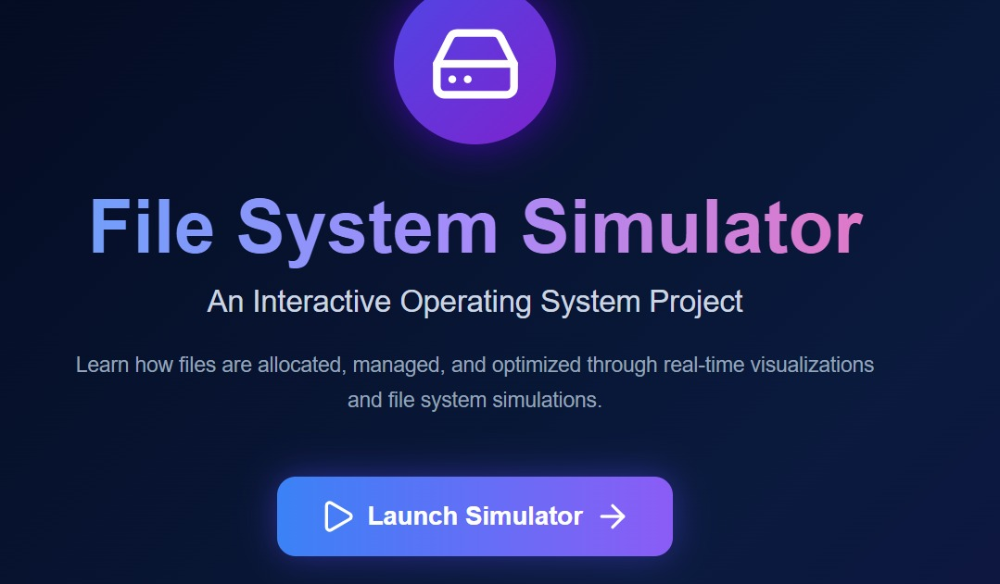 File System Simulator
An Interactive Operating System Project
Learn how files are allocated, managed, and optimized through real-time visualizations
and file system simulations.
Launch Simulator